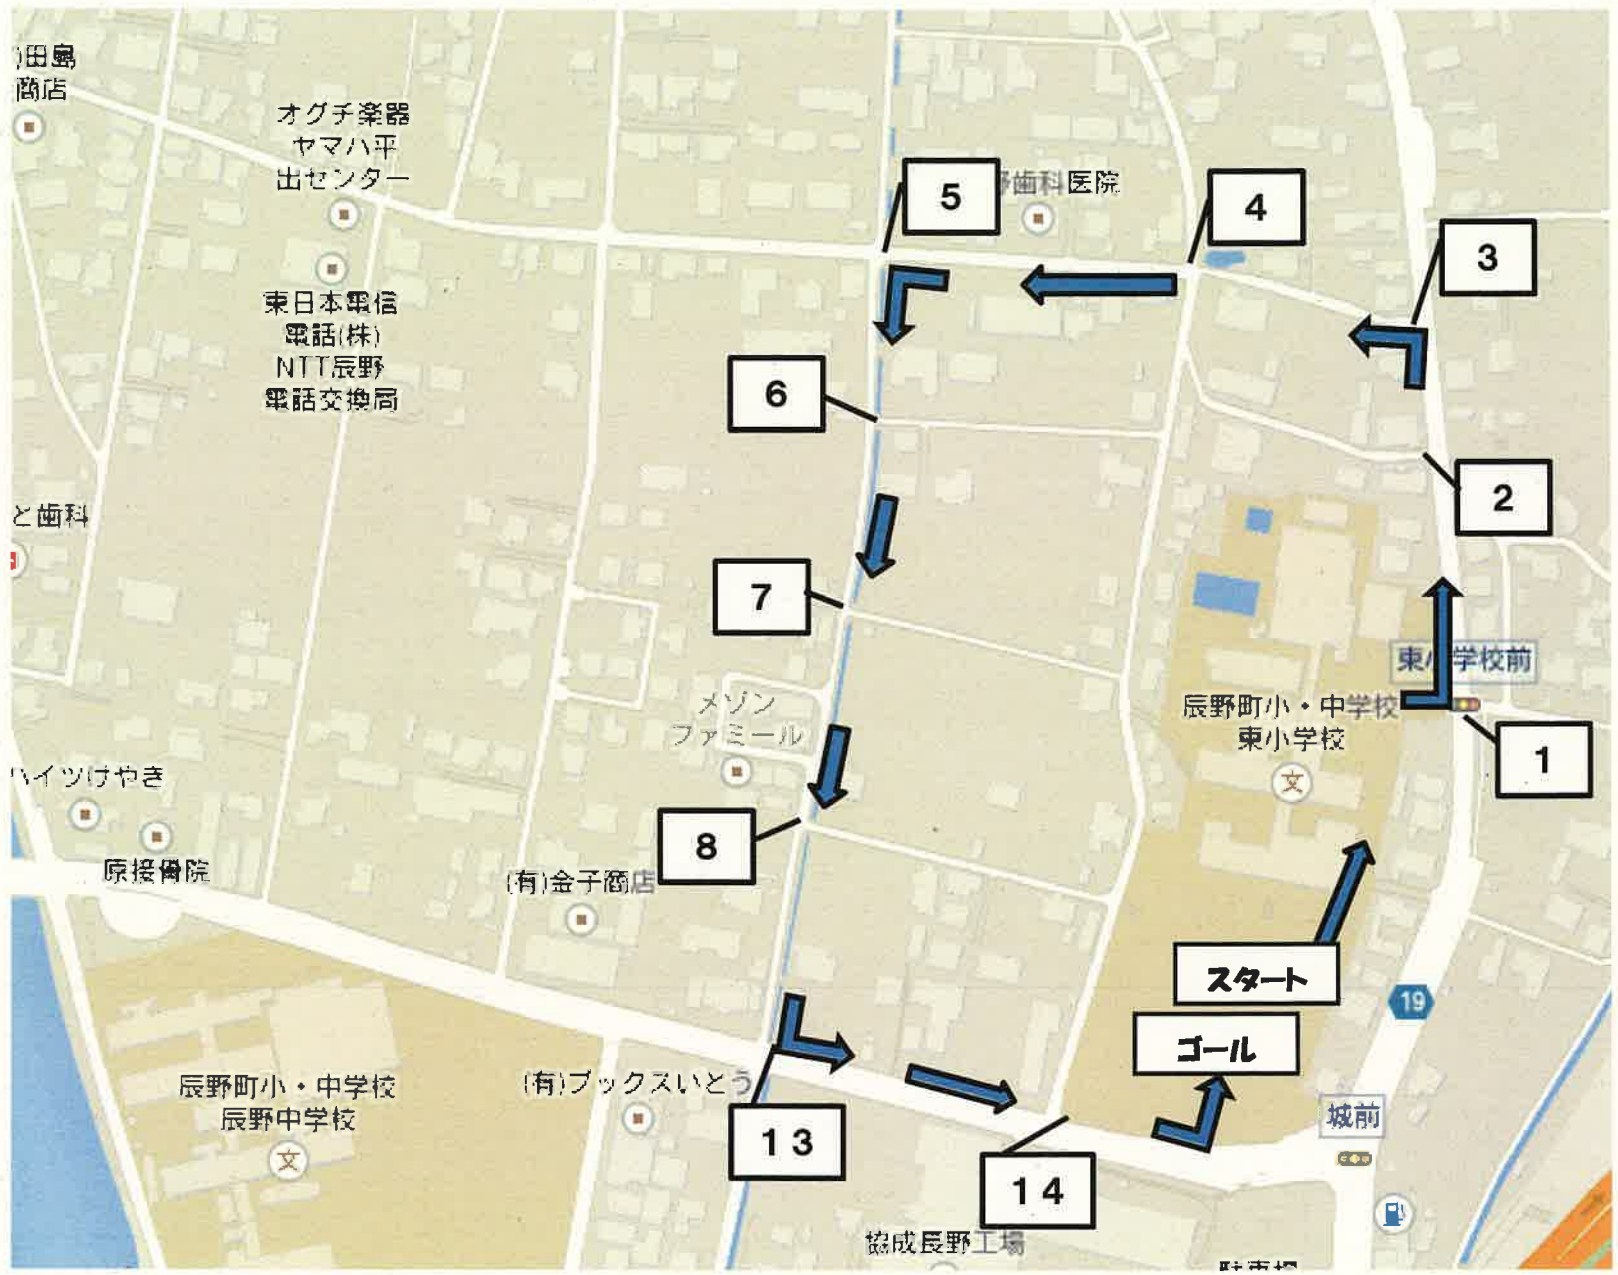 )田島
商店
オグチ楽器
ヤマハ平
出センター
東日本電信
電話(株)
NTT辰野
電話交換局
5
歯科医院
4
3
6
2
と歯科
7
東小学校前
辰野町小・中学校
東小学校
文
メゾン
ファミール
1
ハイツけやき
8
原接骨院
(有)金子商店
スタート
19
ゴール
辰野町小・中学校
辰野中学校
文
(有)ブックスいとう
城前
13
14
協成長野工場